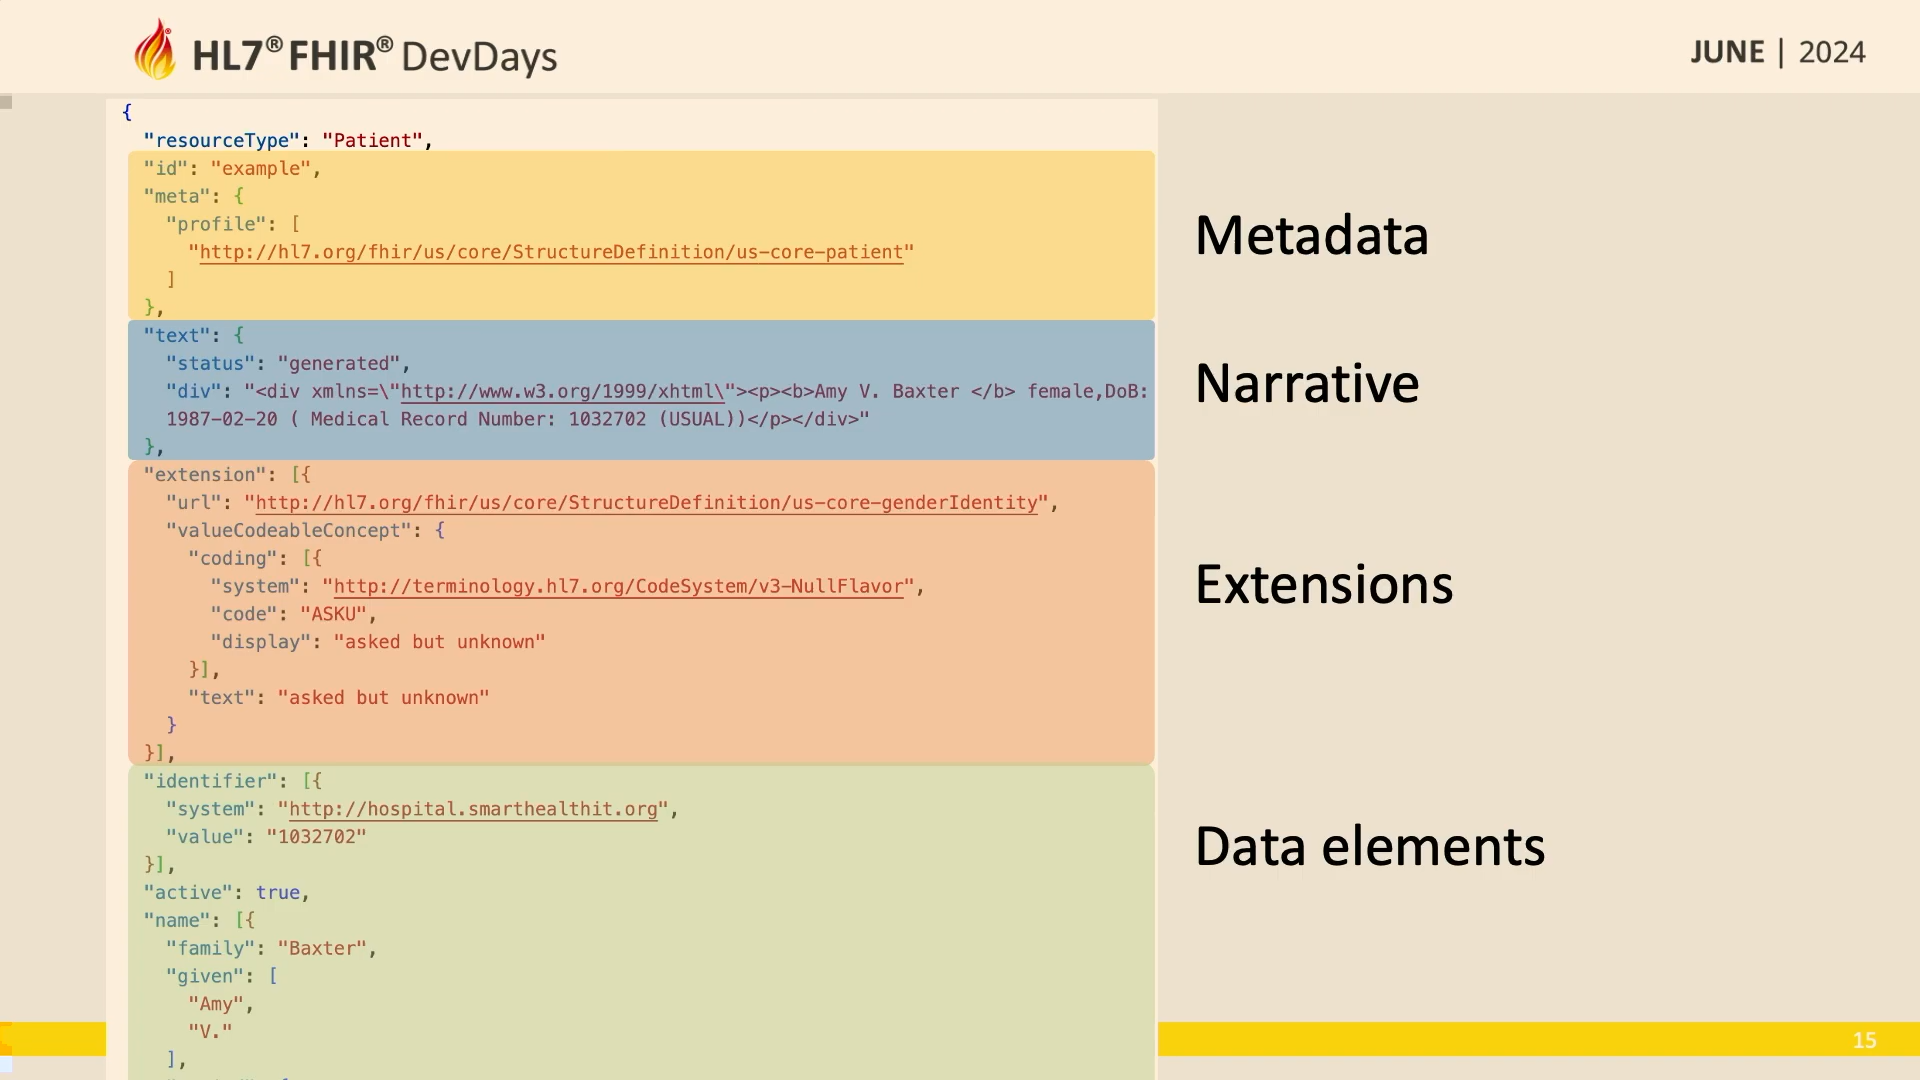 HL7® FHIR® DevDays
JUNE | 2024
{
"resourceType": "Patient",
"id": "example",
"meta": {
"profile": [
"http://hl7.org/fhir/us/core/StructureDefinition/us-core-patient"
]
},
Metadata
"text": {
"status": "generated",
"div": "<div xmlns=\"http://www.w3.org/1999/xhtml\"><p><b>Amy V. Baxter </b> female,DoB:
1987-02-20 ( Medical Record Number: 1032702 (USUAL))</p></div>"
},
Narrative
"extension": [{
"url": "http://hl7.org/fhir/us/core/StructureDefinition/us-core-genderIdentity",
"valueCodeableConcept": {
"coding": [{
"system": "http://terminology.hl7.org/CodeSystem/v3-NullFlavor",
"code": "ASKU",
"display": "asked but unknown"
}],
"text": "asked but unknown"
}
}],
Extensions
"identifier": [{
"system": "http://hospital.smarthealthit.org",
"value": "1032702"
}],
"active": true,
"name": [{
"family": "Baxter",
"given": [
"Amy",
"V."
],
Data elements
15